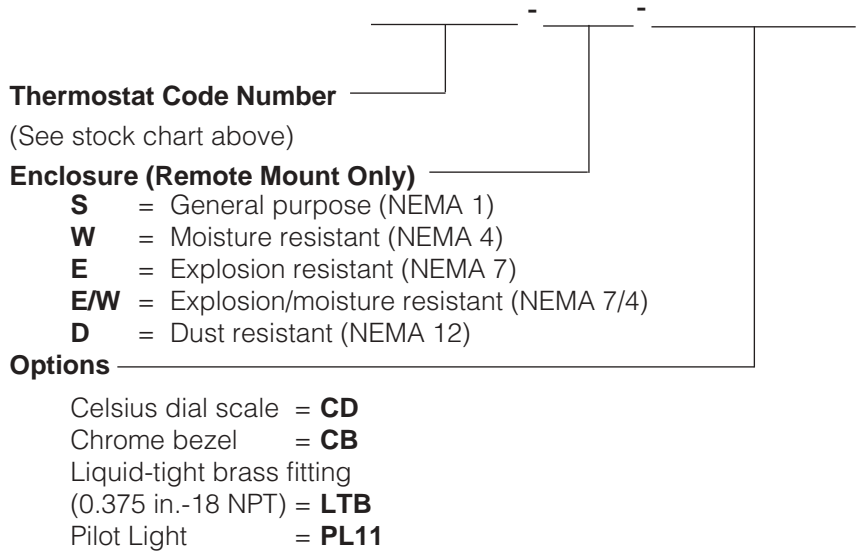 - -
Thermostat Code Number
(See stock chart above)
Enclosure (Remote Mount Only)
S = General purpose (NEMA 1)
W = Moisture resistant (NEMA 4)
E = Explosion resistant (NEMA 7)
E/W = Explosion/moisture resistant (NEMA 7/4)
D = Dust resistant (NEMA 12)
Options
Celsius dial scale = CD
Chrome bezel = CB
Liquid-tight brass fitting
(0.375 in.-18 NPT) = LTB
Pilot Light = PL11